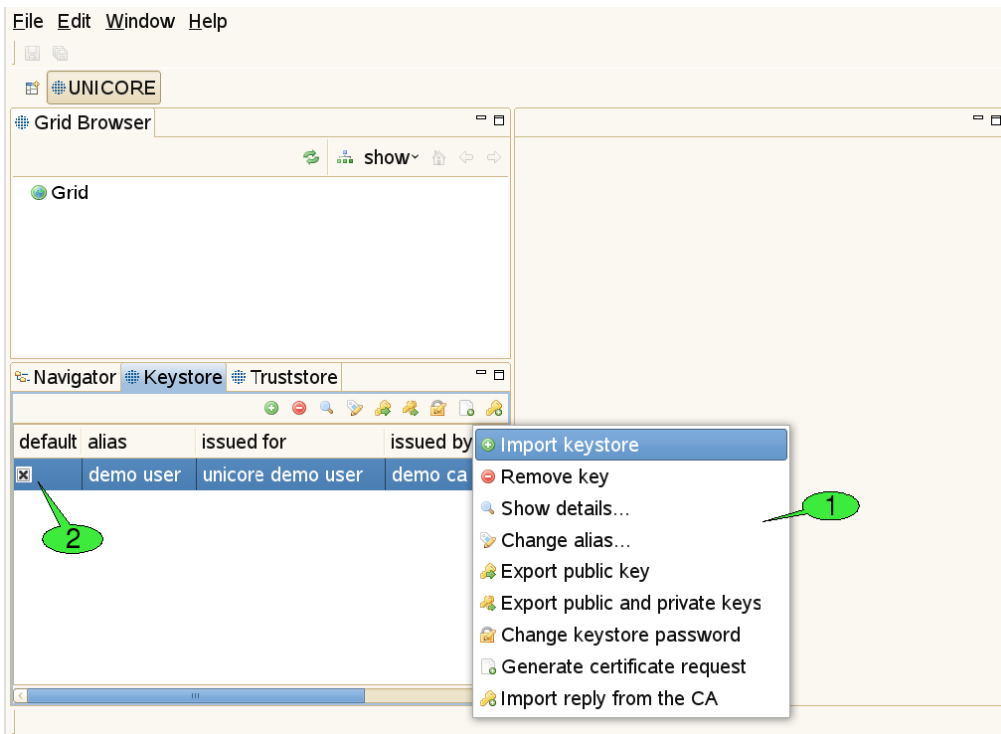 File Edit Window Help
UNICORE
Grid Browser
show
Grid
Navigator Keystore Truststore
default alias issued for issued by
demo user unicore demo user demo ca
Import keystore
Remove key
Show details...
Change alias...
Export public key
Export public and private keys
Change keystore password
Generate certificate request
Import reply from the CA
1
2